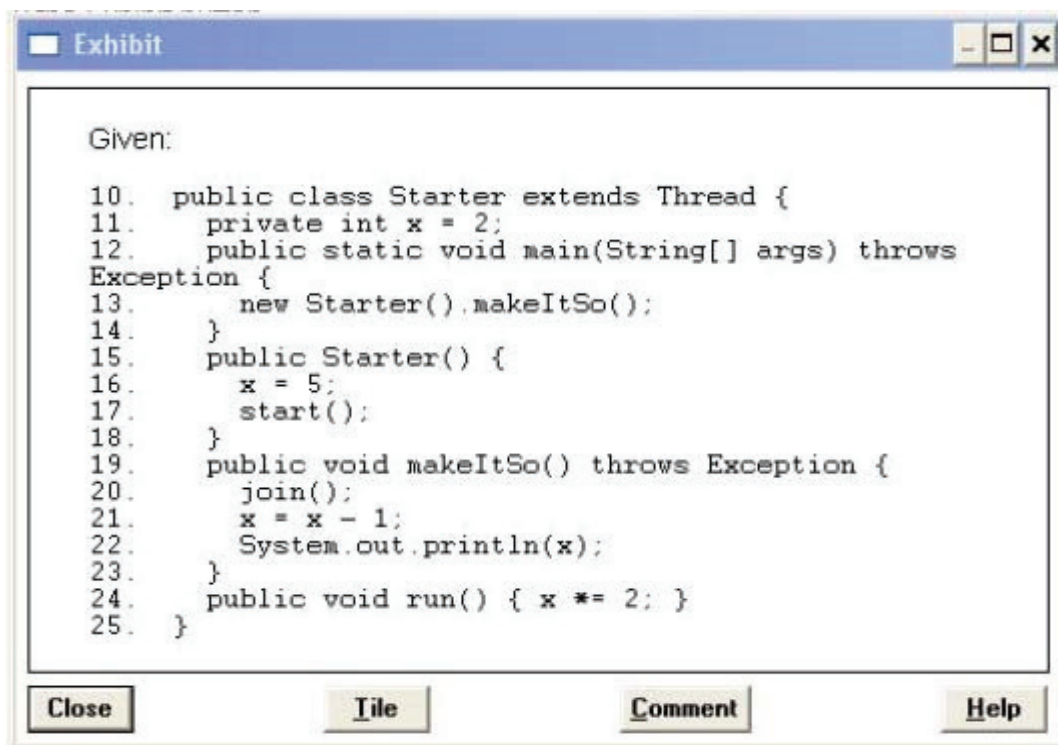 Exhibit
Given:
10. public class Starter extends Thread {
11. private int x = 2;
12. public static void main(String[] args) throws
Exception {
13. new Starter().makeItSo();
14. }
15. public Starter() {
16. x = 5;
17. start();
18. }
19. public void makeItSo() throws Exception {
20. join();
21. x = x - 1;
22. System.out.println(x);
23. }
24. public void run() { x *= 2; }
25. }
Close Tile Comment Help